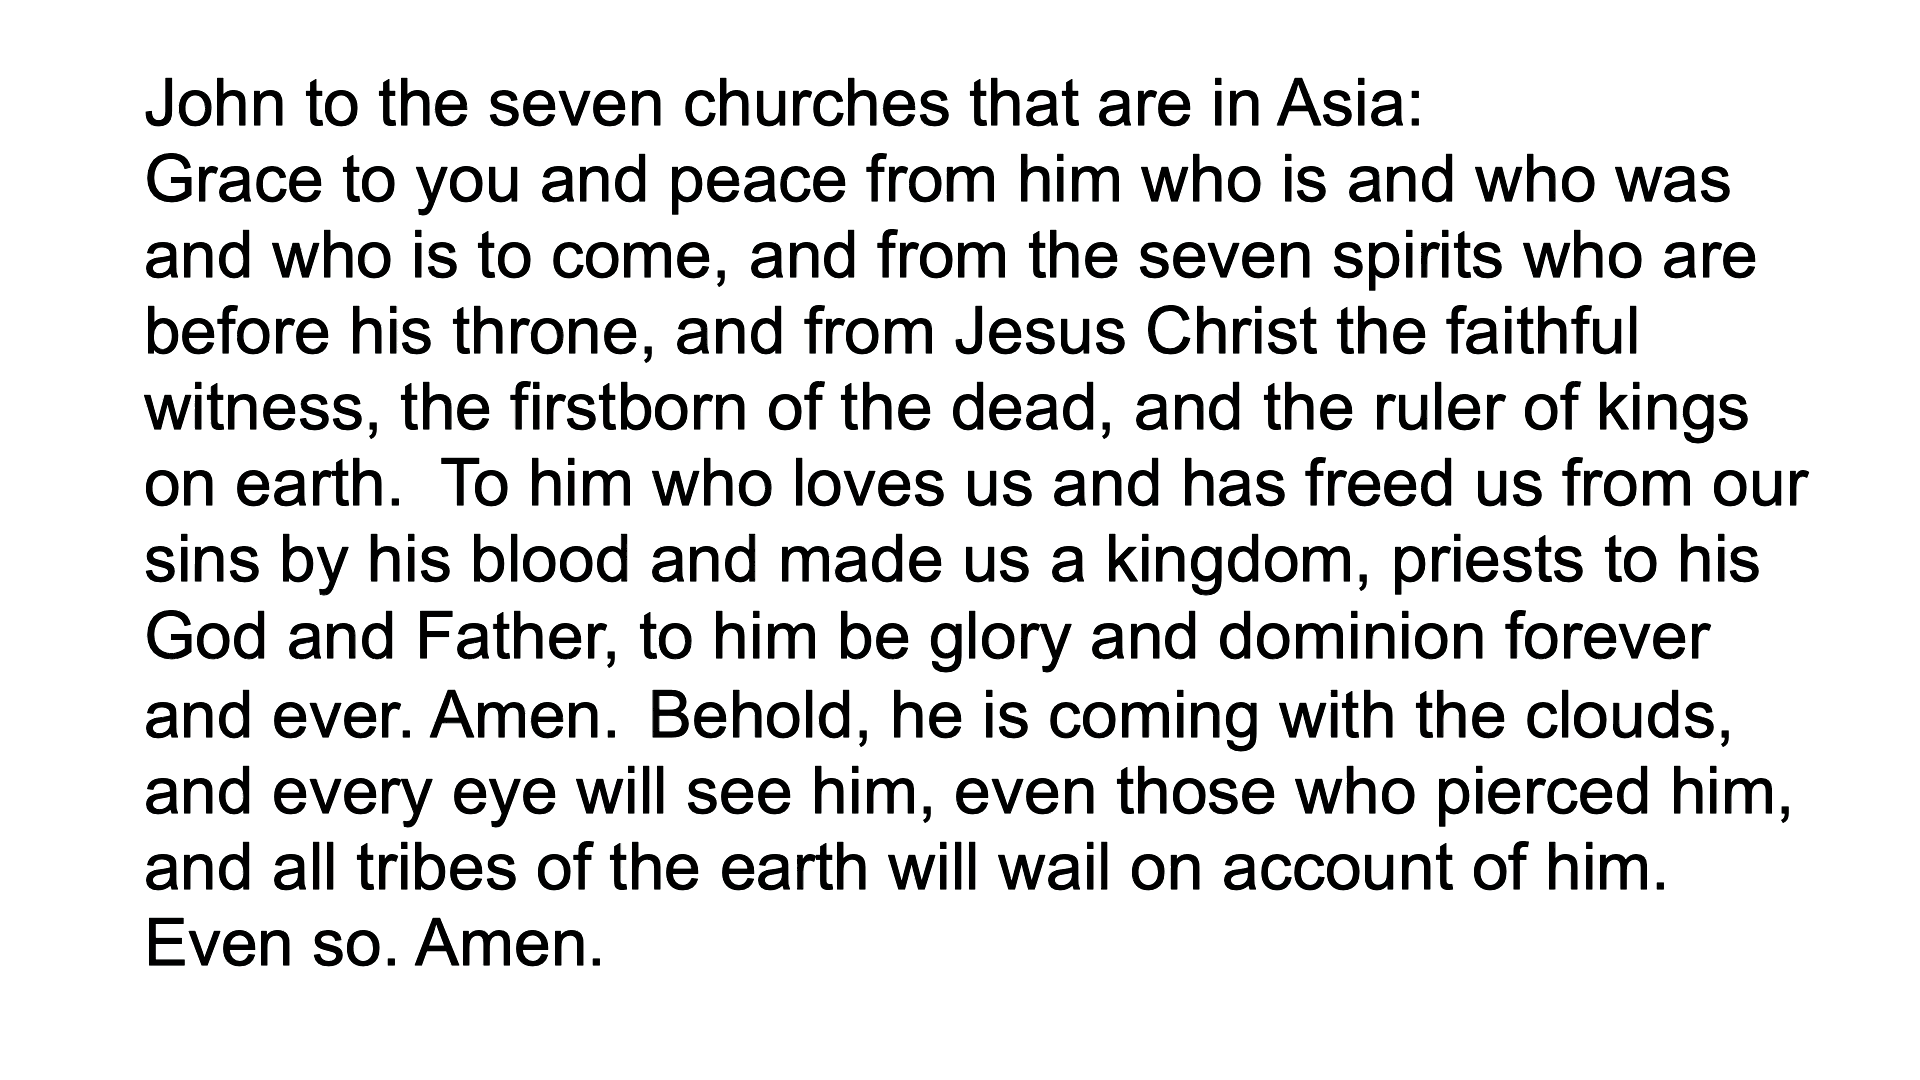 John to the seven churches that are in Asia:
Grace to you and peace from him who is and who was
and who is to come, and from the seven spirits who are
before his throne, and from Jesus Christ the faithful
witness, the firstborn of the dead, and the ruler of kings
on earth.  To him who loves us and has freed us from our
sins by his blood and made us a kingdom, priests to his
God and Father, to him be glory and dominion forever
and ever. Amen.  Behold, he is coming with the clouds,
and every eye will see him, even those who pierced him,
and all tribes of the earth will wail on account of him.
Even so. Amen.